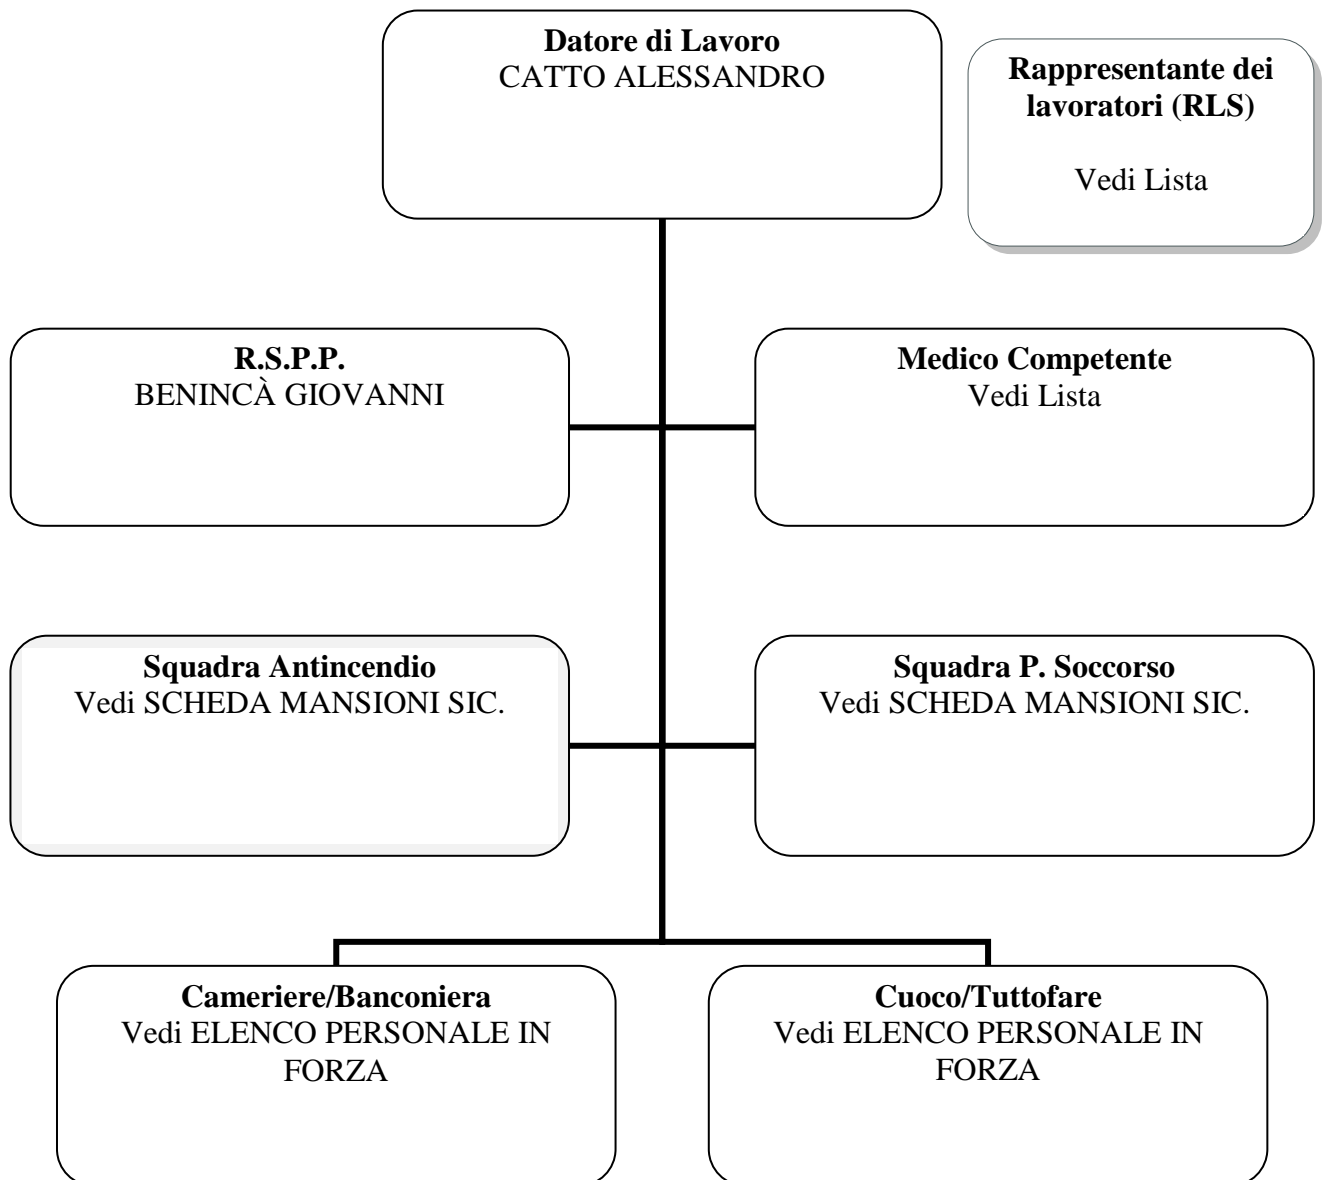 Datore di Lavoro
CATTO ALESSANDRO
Rappresentante dei
lavoratori (RLS)
Vedi Lista
R.S.P.P.
BENINCÀ GIOVANNI
Medico Competente
Vedi Lista
Squadra Antincendio
Vedi SCHEDA MANSIONI SIC.
Squadra P. Soccorso
Vedi SCHEDA MANSIONI SIC.
Cameriere/Banconiera
Vedi ELENCO PERSONALE IN
FORZA
Cuoco/Tuttofare
Vedi ELENCO PERSONALE IN
FORZA